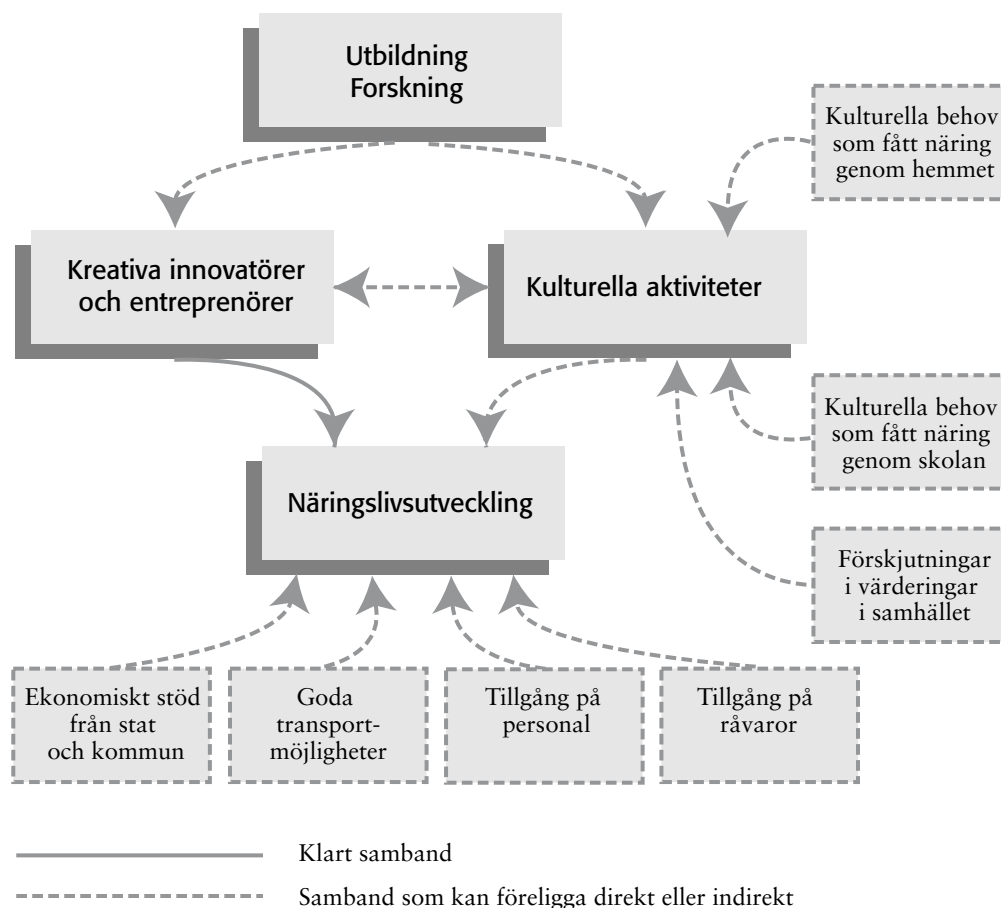 Utbildning
Forskning
Kulturella behov
som fått näring
genom hemmet
Kreativa innovatörer
och entreprenörer
Kulturella aktiviteter
Kulturella behov
som fått näring
genom skolan
Näringslivsutveckling
Förskjutningar
i värderingar
i samhället
Ekonomiskt stöd
från stat
och kommun
Goda
transport-
möjligheter
Tillgång på
personal
Tillgång på
råvaror
Klart samband
Samband som kan föreligga direkt eller indirekt